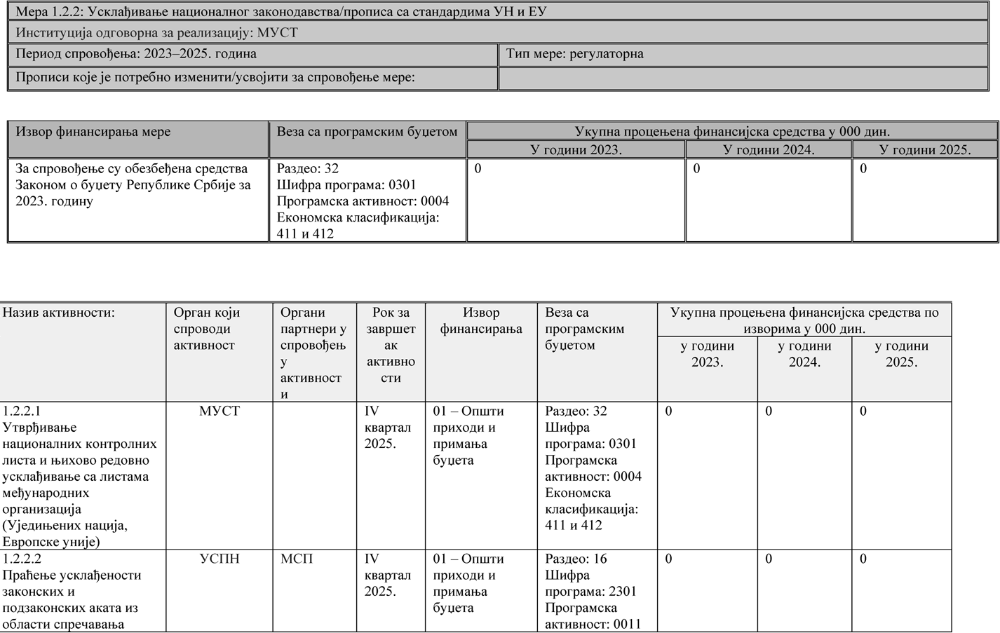 Мера 1.2.2: Усклађивање националног законодавства/прописа са стандардима УН и ЕУ
Институција одговорна за реализацију: МУСТ
Период спровођења: 2023–2025. година
Тип мере: регулаторна
Прописи које је потребно изменити/усвојити за спровођење мере:
Извор финансирања мере
Веза са програмским буџетом
Укупна процењена финансијска средства у 000 дин.
У години 2023.
У години 2024.
У години 2025.
За спровођење су обезбеђена средства
Законом о буџету Републике Србије за
2023. годину
Раздео: 32
Шифра програма: 0301
Програмска активност: 0004
Економска класификација:
411 и 412
0
0
0
Назив активности:
Орган који
спроводи
активност
Органи
партнери у
спровођењ
у
активност
и
Рок за
завршет
ак
активно
сти
Извор
финансирања
Веза са
програмским
буџетом
Укупна процењена финансијска средства по
изворима у 000 дин.
у години
2023.
у години
2024.
у години
2025.
1.2.2.1
Утврђивање
националних контролних
листа и њихово редовно
усклађивање са листама
међународних
организација
(Уједињених нација,
Европске уније)
МУСТ
IV
квартал
2025.
01 – Општи
приходи и
примања
буџета
Раздео: 32
Шифра
програма: 0301
Програмска
активност: 0004
Економска
класификација:
411 и 412
0
0
0
1.2.2.2
Праћење усклађености
законских и
подзаконских аката из
области спречавања
УСПН
МСП
IV
квартал
2025.
01 – Општи
приходи и
примања
буџета
Раздео: 16
Шифра
програма: 2301
Програмска
активност: 0011
0
0
0